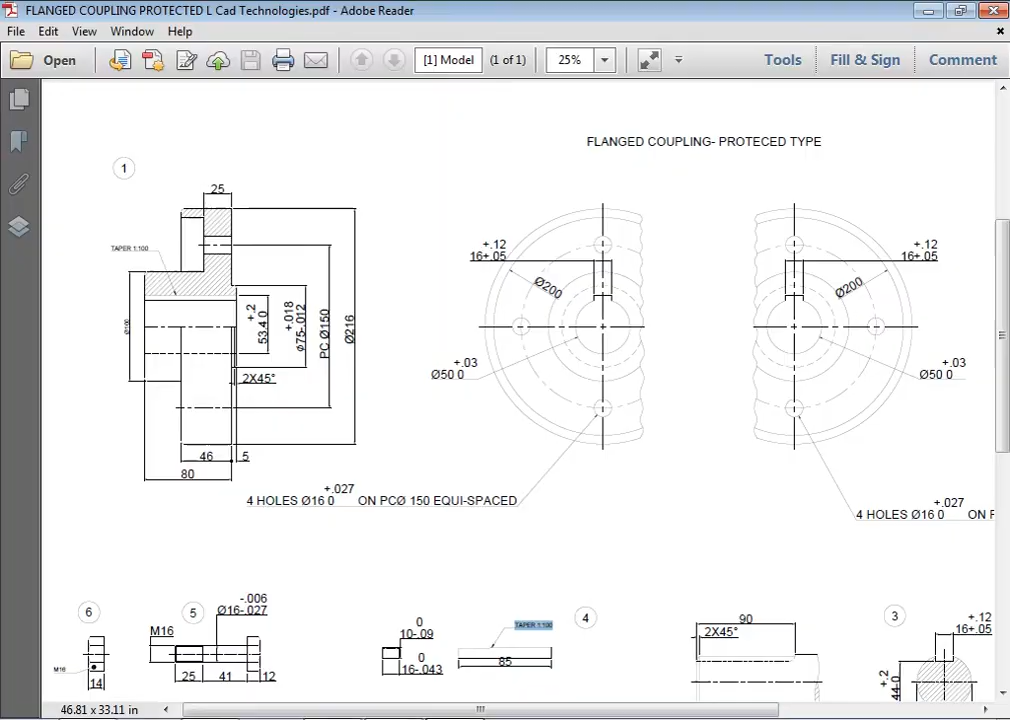 FLANGED COUPLING PROTECTED L Cad Technologies.pdf - Adobe Reader
File Edit View Window Help
Open [1] Model (1 of 1) 25% Tools Fill & Sign Comment
FLANGED COUPLING- PROTECED TYPE
1
25
TAPER 1:100
Ø100
+.2
53.4 0
+.018
ϕ75-.012
PC Ø150
Ø216
2X45°
46 5
80
+.12
16+.05
Ø200
+.03
Ø50 0
+.12
16+.05
Ø200
+.03
Ø50 0
+.027
4 HOLES Ø16 0 ON PCØ 150 EQUI-SPACED
+.027
4 HOLES Ø16 0 ON P
6
M16
14
5
-.006
Ø16-.027
M16
25 41 12
0
10-.09
0
16-.043
TAPER 1:100
85
4
90
2X45°
3
+.12
16+.05
+.2
44-0
46.81 x 33.11 in